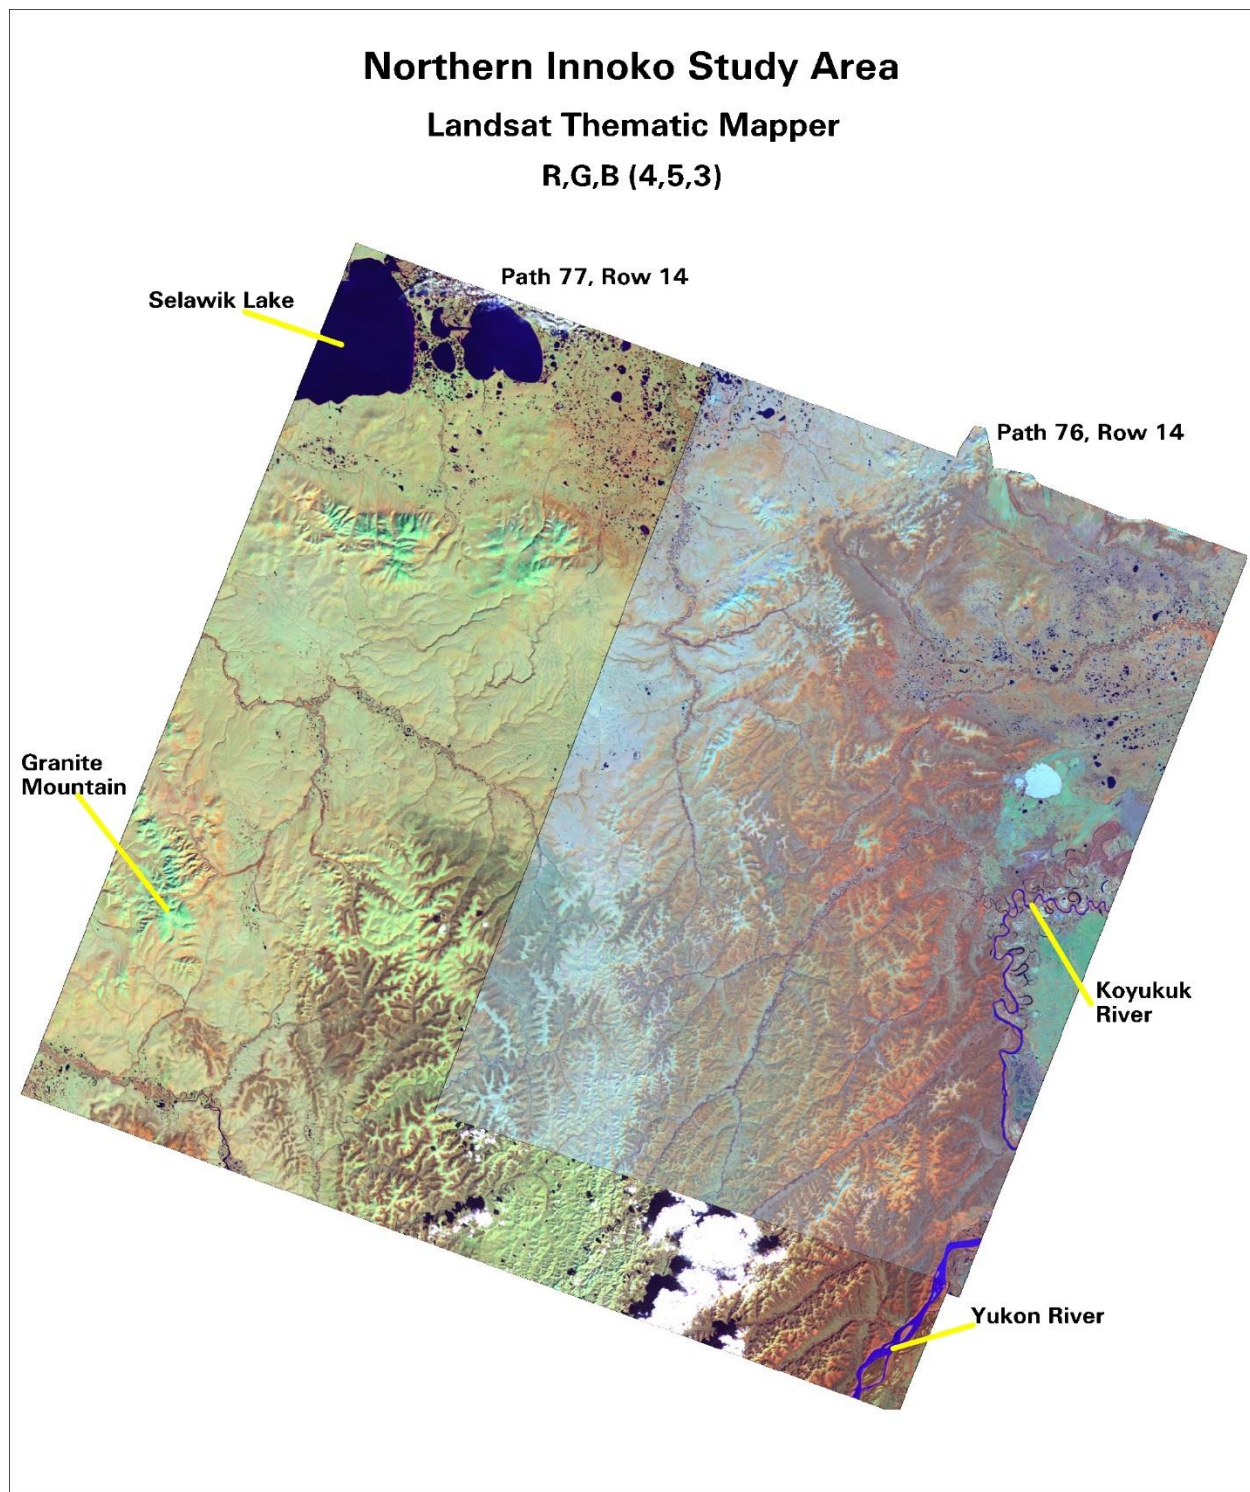 Northern Innoko Study Area
Landsat Thematic Mapper
R,G,B (4,5,3)
Path 77, Row 14
Selawik Lake
Path 76, Row 14
Granite
Mountain
Koyukuk
River
Yukon River